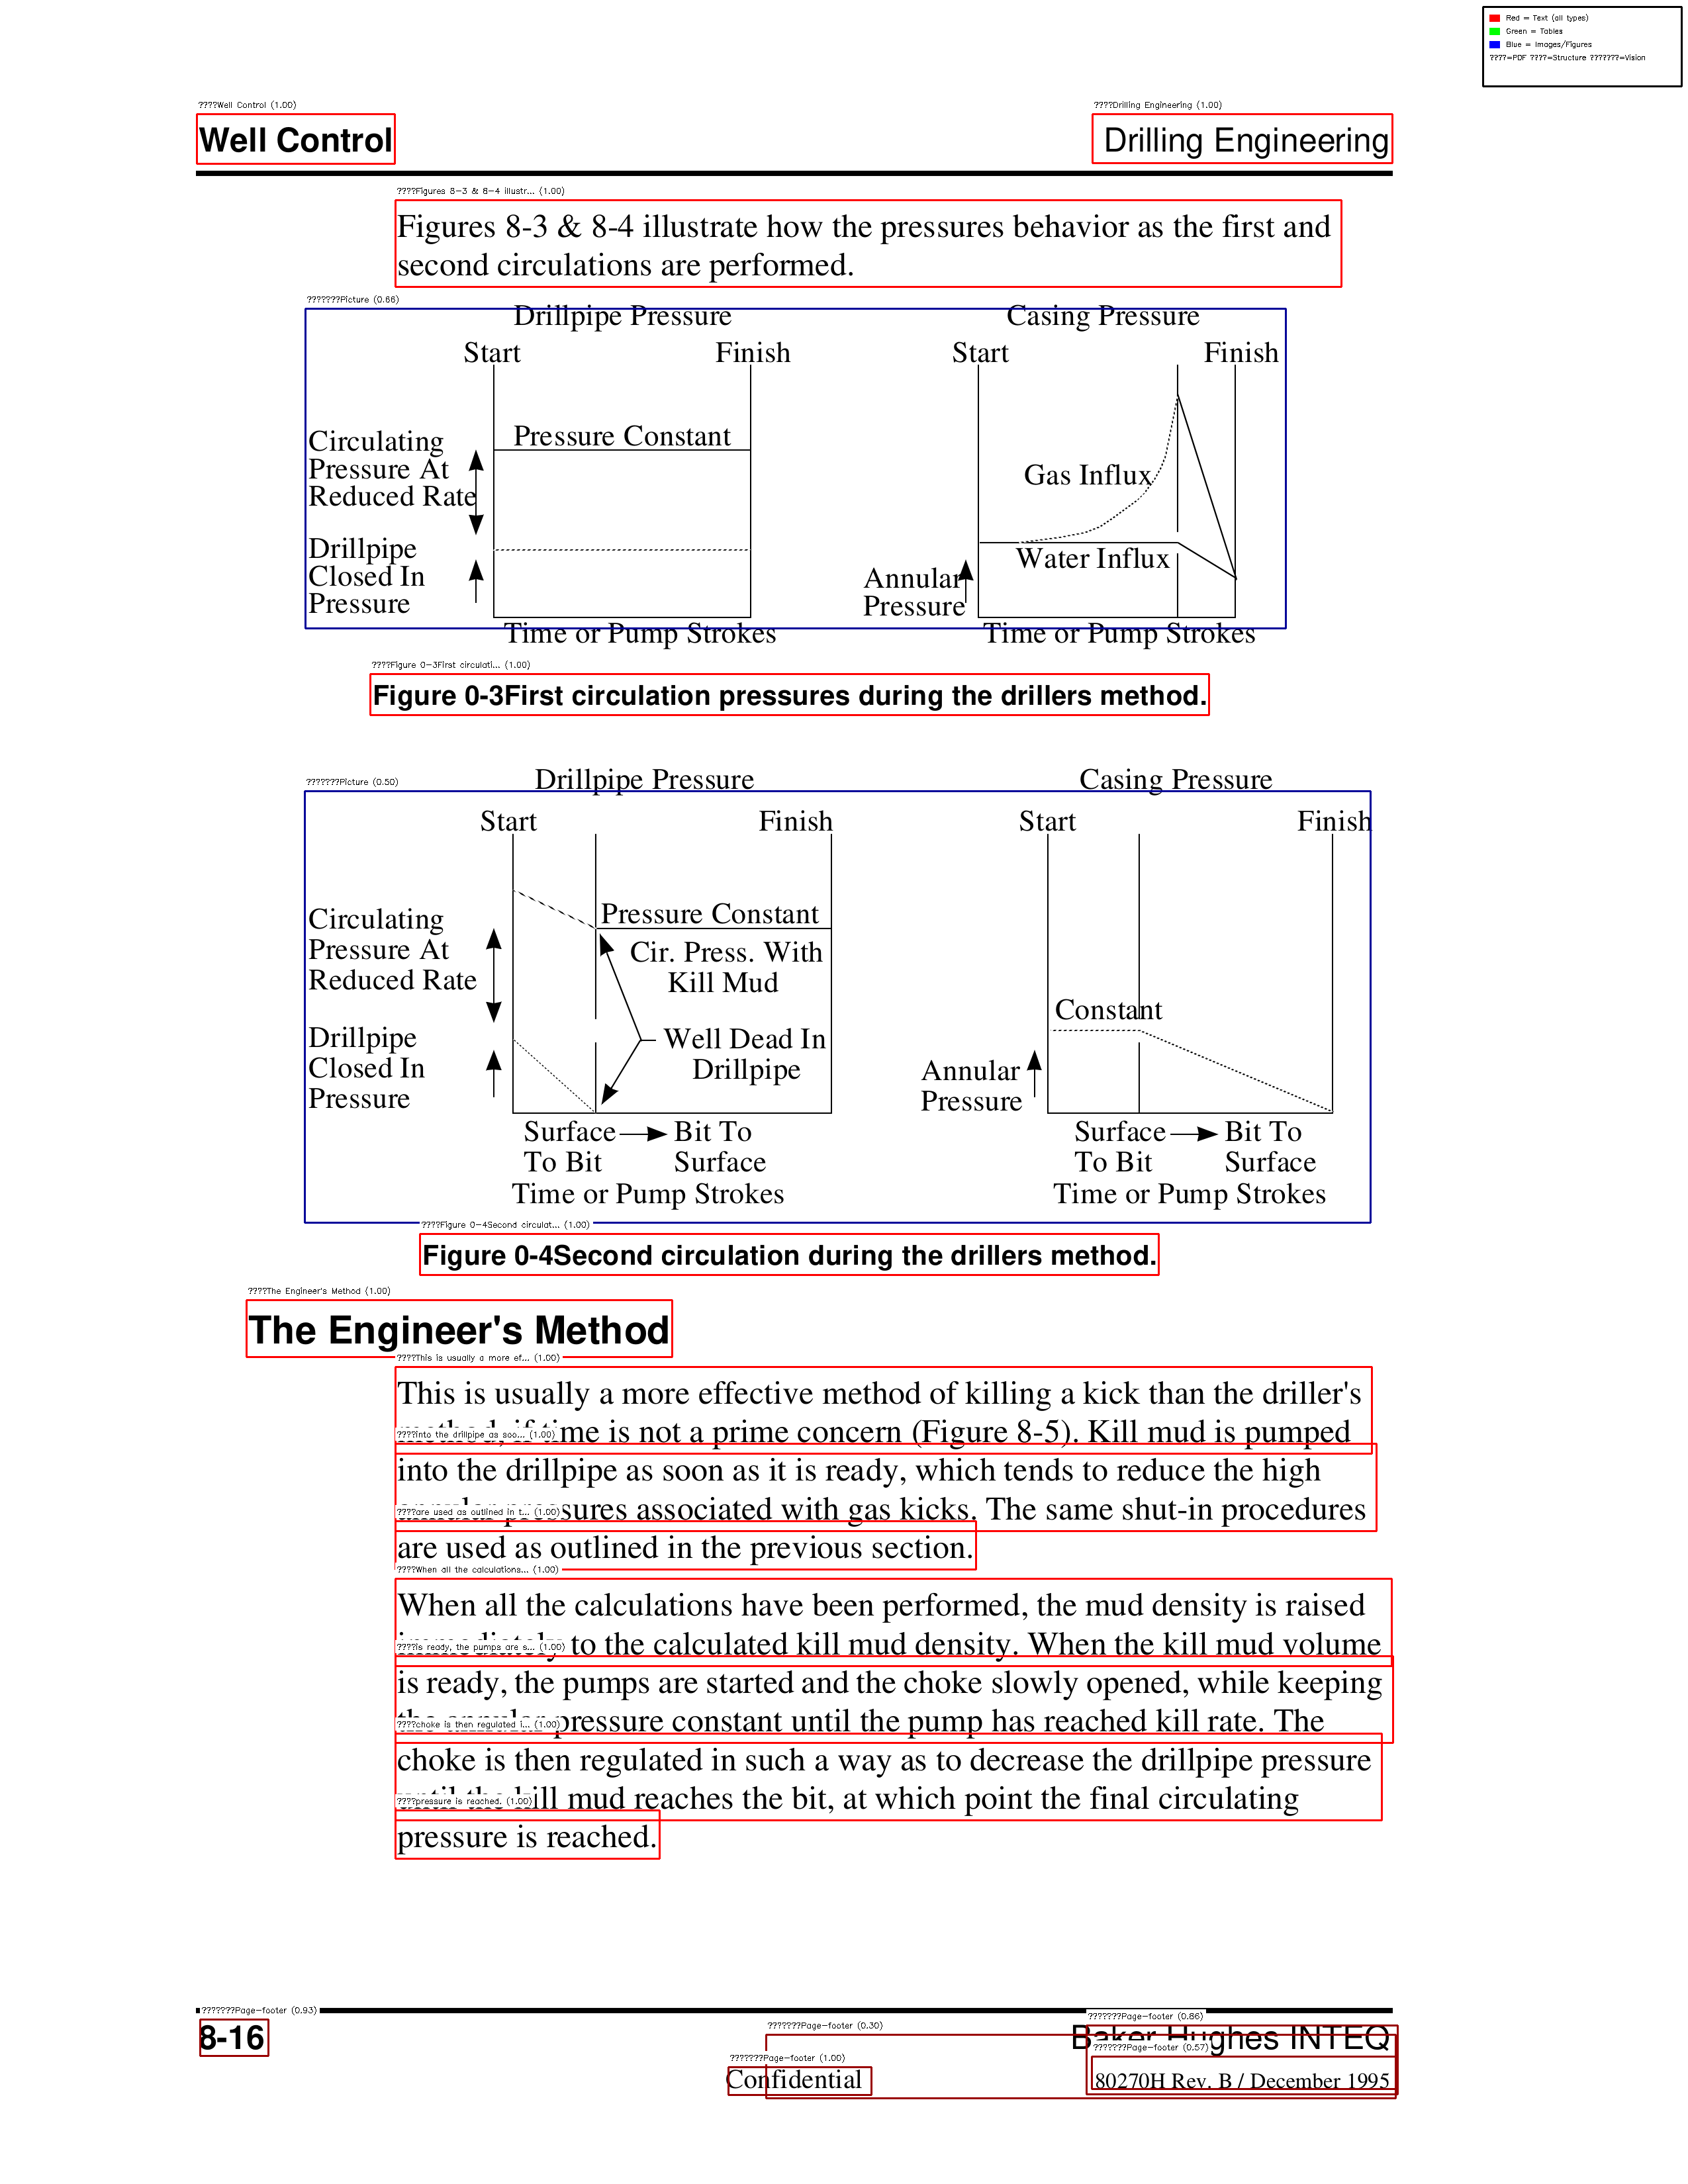 Red = Text (all types)
Green = Tables
Blue = Images/Figures
????=PDF ????=Structure ???????=Vision
????Well Control (1.00)
????Drilling Engineering (1.00)
Well Control
Drilling Engineering
????Figures 8-3 & 8-4 illustr... (1.00)
Figures 8-3 & 8-4 illustrate how the pressures behavior as the first and
second circulations are performed.
???????Picture (0.66)
Drillpipe Pressure
Start
Finish
Pressure Constant
Circulating
Pressure At
Reduced Rate
Drillpipe
Closed In
Pressure
Time or Pump Strokes
Casing Pressure
Start
Finish
Gas Influx
Water Influx
Annular
Pressure
Time or Pump Strokes
????Figure 0-3First circulati... (1.00)
Figure 0-3First circulation pressures during the drillers method.
???????Picture (0.50)
Drillpipe Pressure
Start
Finish
Pressure Constant
Circulating
Pressure At
Reduced Rate
Cir. Press. With
Kill Mud
Well Dead In
Drillpipe
Drillpipe
Closed In
Pressure
Surface
To Bit
Bit To
Surface
Time or Pump Strokes
Casing Pressure
Start
Finish
Constant
Annular
Pressure
Surface
To Bit
Bit To
Surface
Time or Pump Strokes
????Figure 0-4Second circulat... (1.00)
Figure 0-4Second circulation during the drillers method.
????The Engineer's Method (1.00)
The Engineer's Method
????This is usually a more ef... (1.00)
This is usually a more effective method of killing a kick than the driller's
time is not a prime concern (Figure 8-5). Kill mud is pumped
????into the drillpipe as soo... (1.00)
into the drillpipe as soon as it is ready, which tends to reduce the high
pressures associated with gas kicks. The same shut-in procedures
????are used as outlined in t... (1.00)
are used as outlined in the previous section.
????When all the calculations... (1.00)
When all the calculations have been performed, the mud density is raised
to the calculated kill mud density. When the kill mud volume
????is ready, the pumps are s... (1.00)
is ready, the pumps are started and the choke slowly opened, while keeping
pressure constant until the pump has reached kill rate. The
????choke is then regulated i... (1.00)
choke is then regulated in such a way as to decrease the drillpipe pressure
kill mud reaches the bit, at which point the final circulating
????pressure is reached. (1.00)
pressure is reached.
???????Page-footer (0.93)
8-16
???????Page-footer (0.86)
Baker Hughes INTEQ
???????Page-footer (0.30)
???????Page-footer (0.57)
???????Page-footer (1.00)
Confidential
80270H Rev. B / December 1995